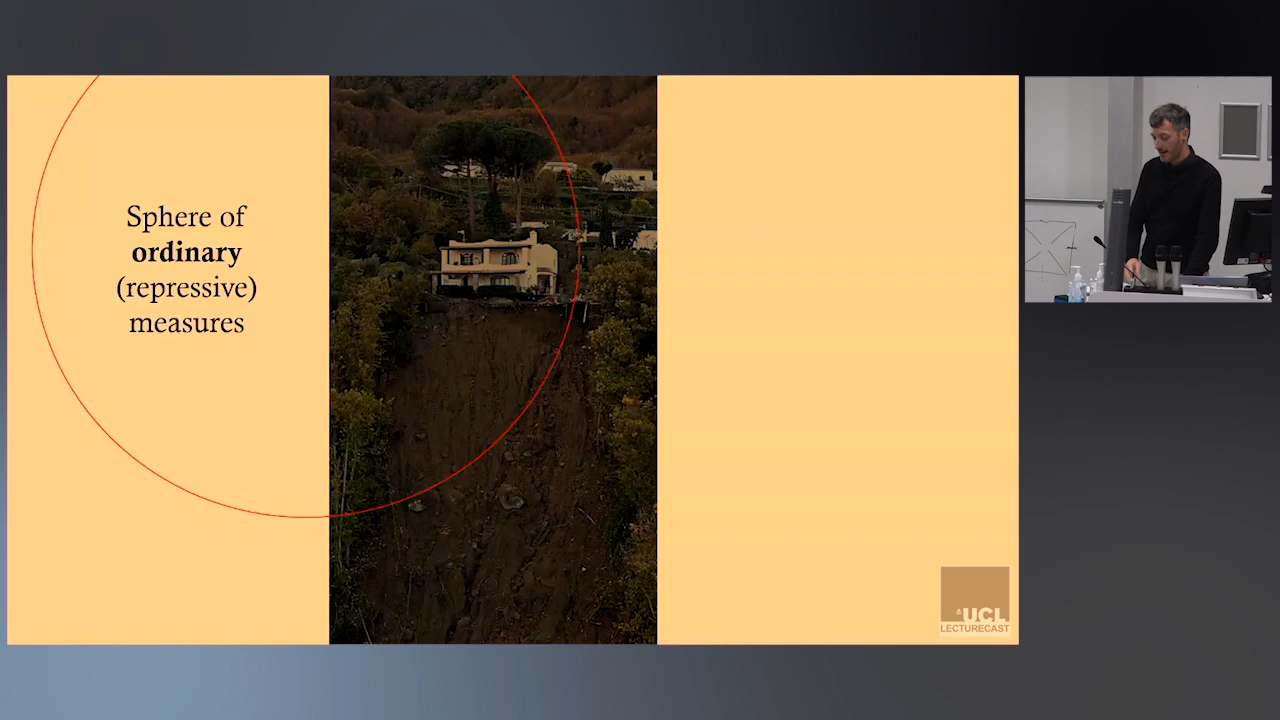 Sphere of
ordinary
(repressive)
measures
UCL
LECTURECAST